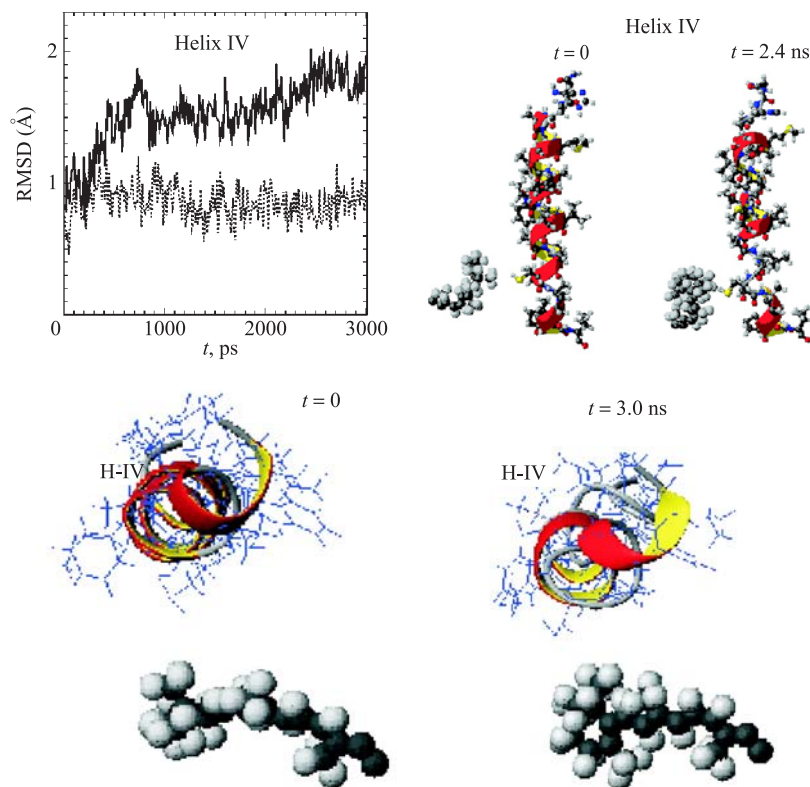 Helix IV
2
1
RMSD (Å)
0
1000
2000
3000
t, ps
Helix IV
t = 0
t = 2.4 ns
t = 0
H-IV
t = 3.0 ns
H-IV